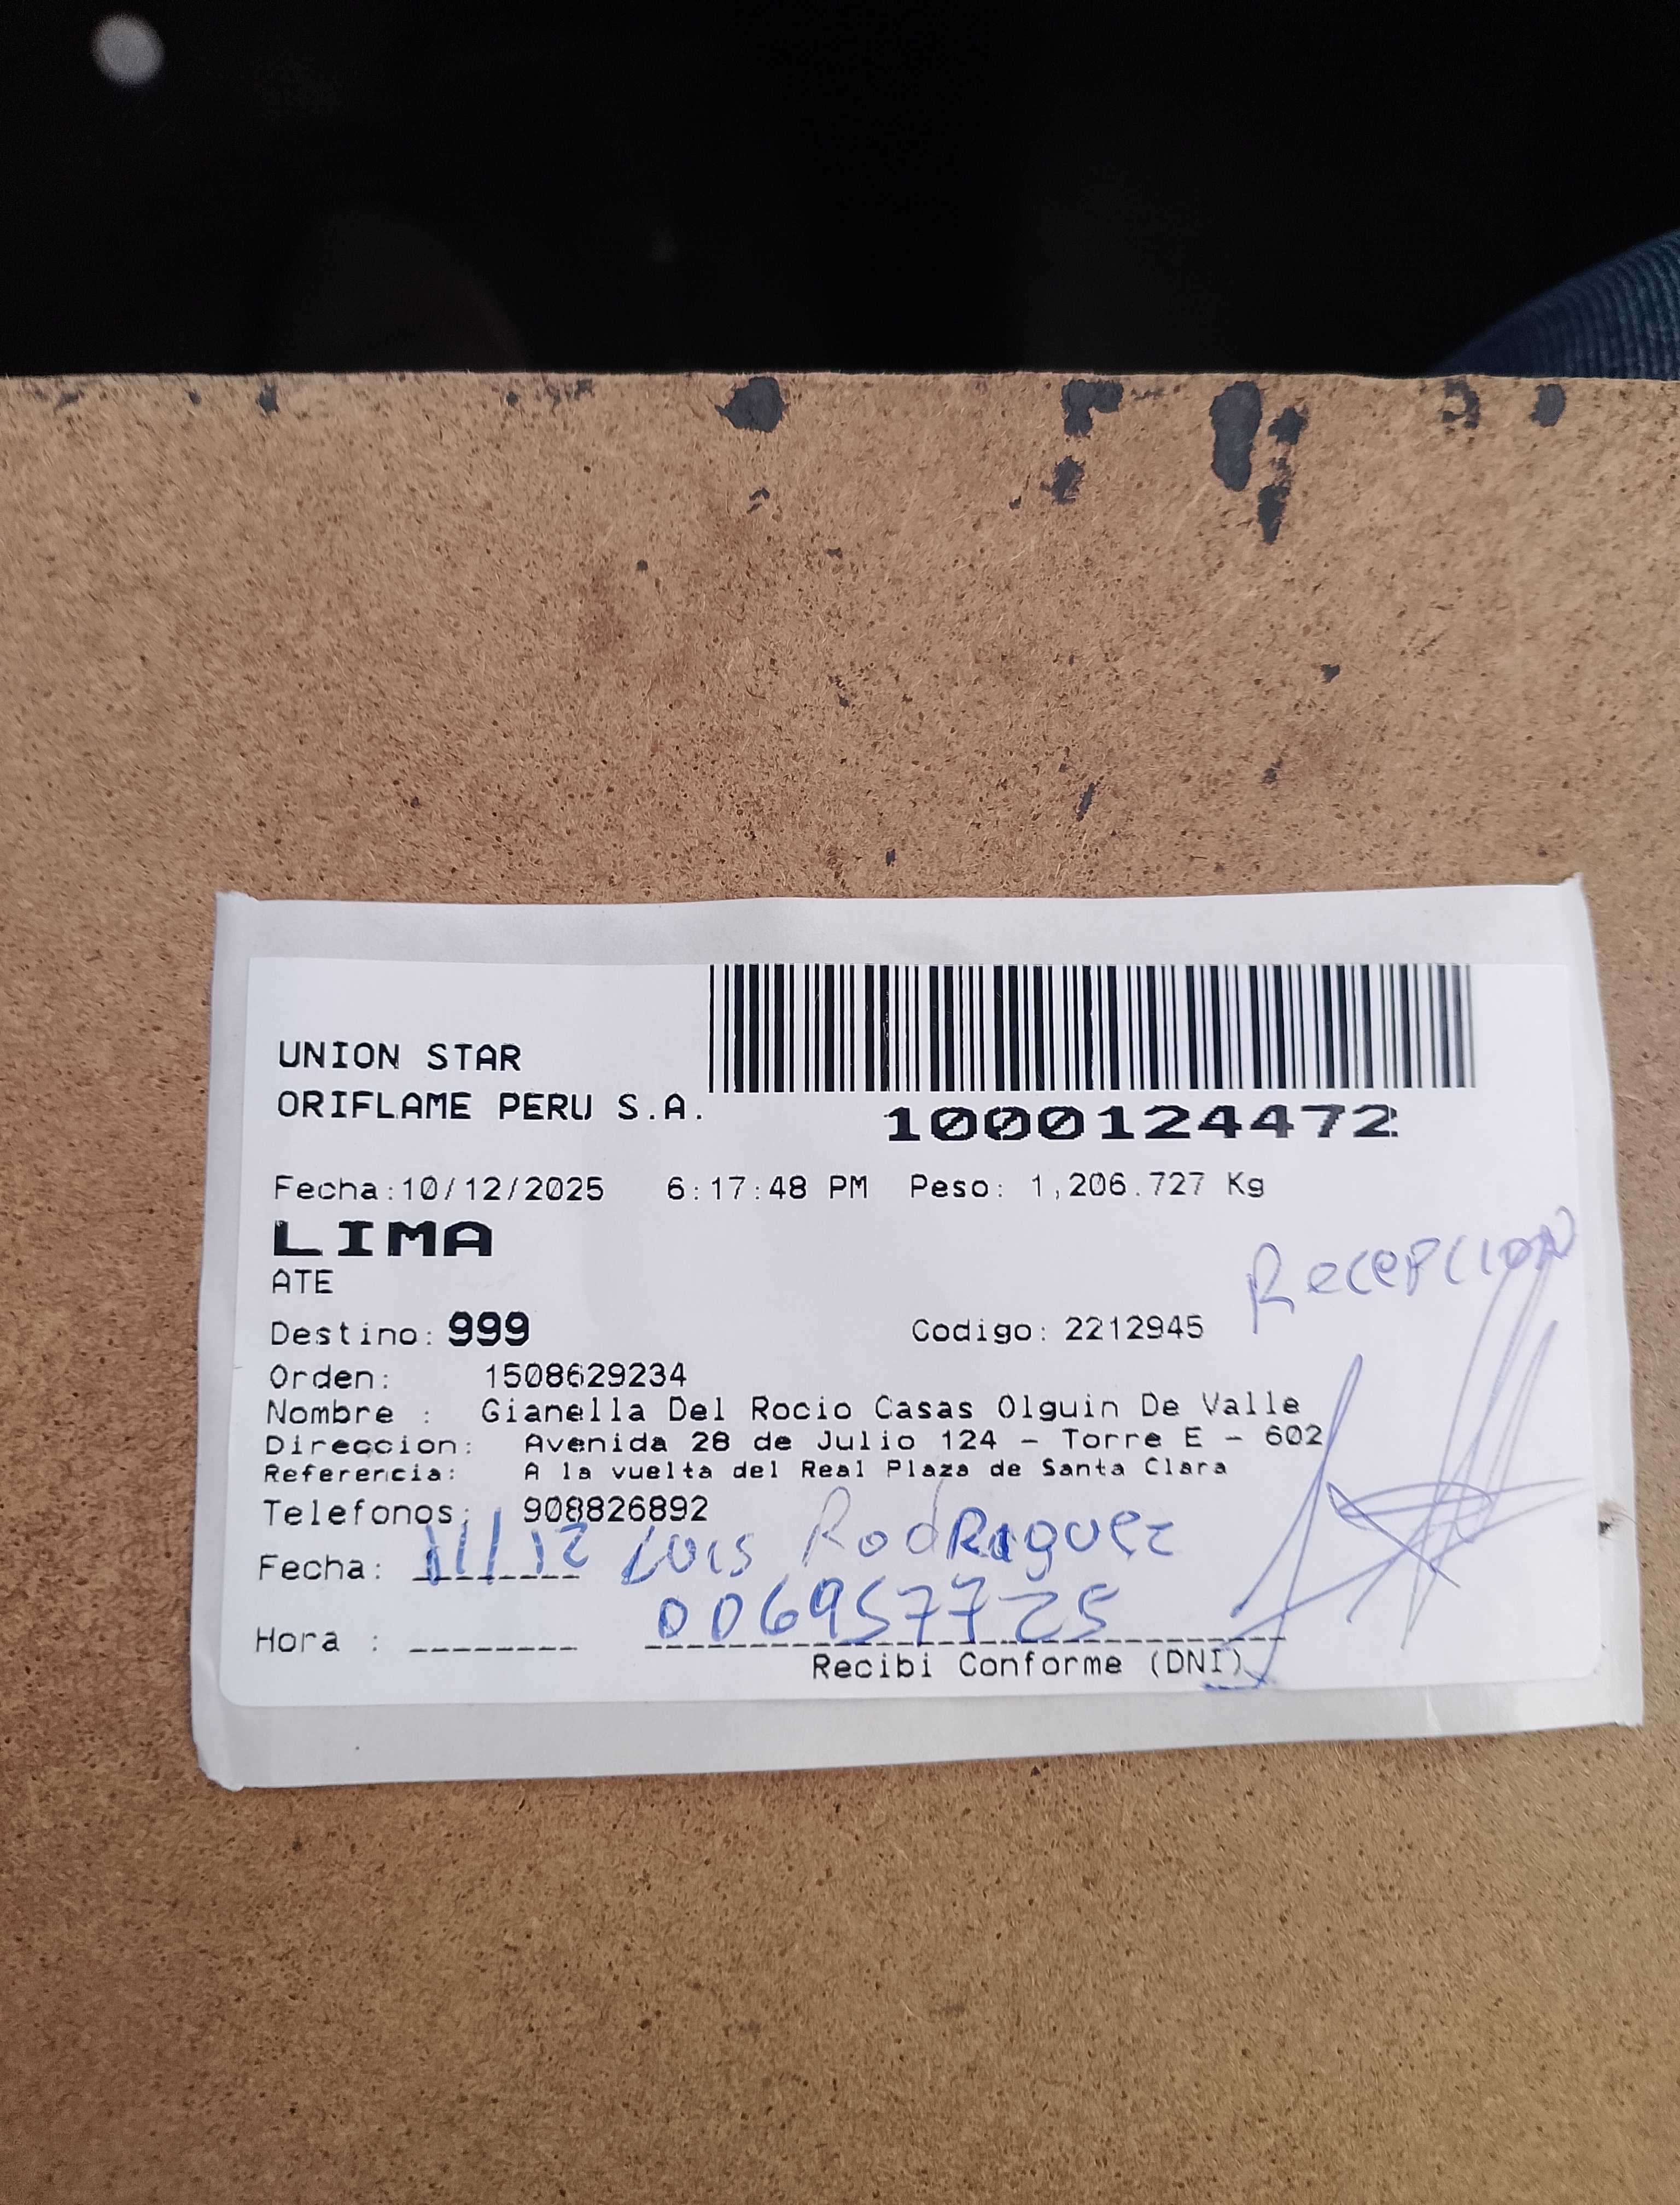 UNION STAR
ORIFLAME PERU S.A.
1000124472
Fecha:10/12/2025 6:17:48 PM Peso: 1,206.727 Kg
LIMA
RECEPCION
ATE
Destino: 999 Codigo: 2212945
Orden: 1508629234
Nombre : Gianella Del Rocio Casas Olguin De Valle
Direccion: Avenida 28 de Julio 124 - Torre E - 602
Referencia: A la vuelta del Real Plaza de Santa Clara
Telefonos: 908826892
Fecha: 11/12 Luis Rodriguez
Hora : 006957725
Recibi Conforme (DNI)